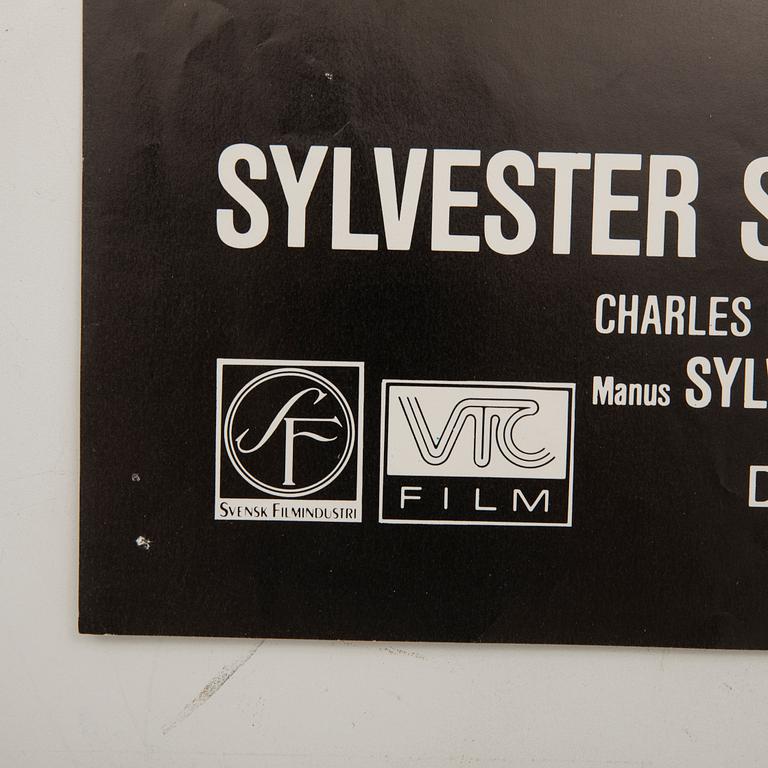 SYLVESTER S
CHARLES
Manus SYL
D
SF
SVENSK FILMINDUSTRI
VTC
FILM